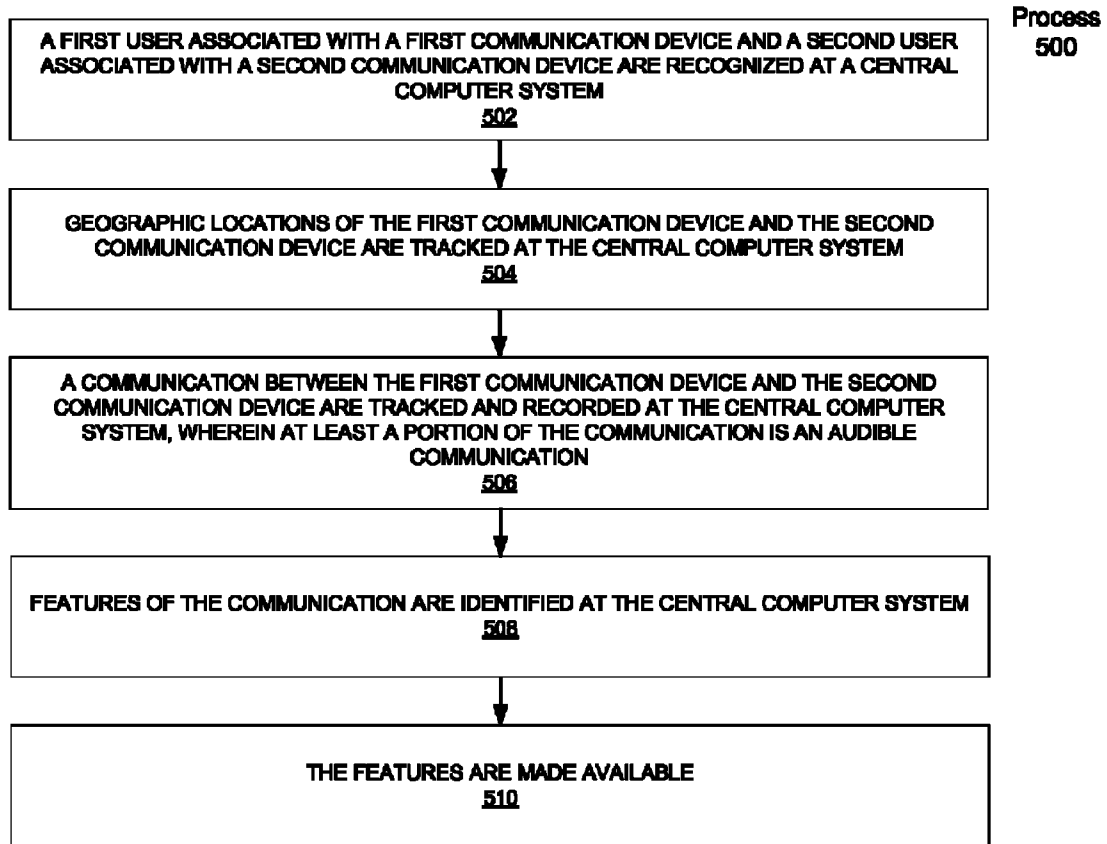 Process
500
A FIRST USER ASSOCIATED WITH A FIRST COMMUNICATION DEVICE AND A SECOND USER
ASSOCIATED WITH A SECOND COMMUNICATION DEVICE ARE RECOGNIZED AT A CENTRAL
COMPUTER SYSTEM
502
GEOGRAPHIC LOCATIONS OF THE FIRST COMMUNICATION DEVICE AND THE SECOND
COMMUNICATION DEVICE ARE TRACKED AT THE CENTRAL COMPUTER SYSTEM
504
A COMMUNICATION BETWEEN THE FIRST COMMUNICATION DEVICE AND THE SECOND
COMMUNICATION DEVICE ARE TRACKED AND RECORDED AT THE CENTRAL COMPUTER
SYSTEM, WHEREIN AT LEAST A PORTION OF THE COMMUNICATION IS AN AUDIBLE
COMMUNICATION
506
FEATURES OF THE COMMUNICATION ARE IDENTIFIED AT THE CENTRAL COMPUTER SYSTEM
508
THE FEATURES ARE MADE AVAILABLE
510